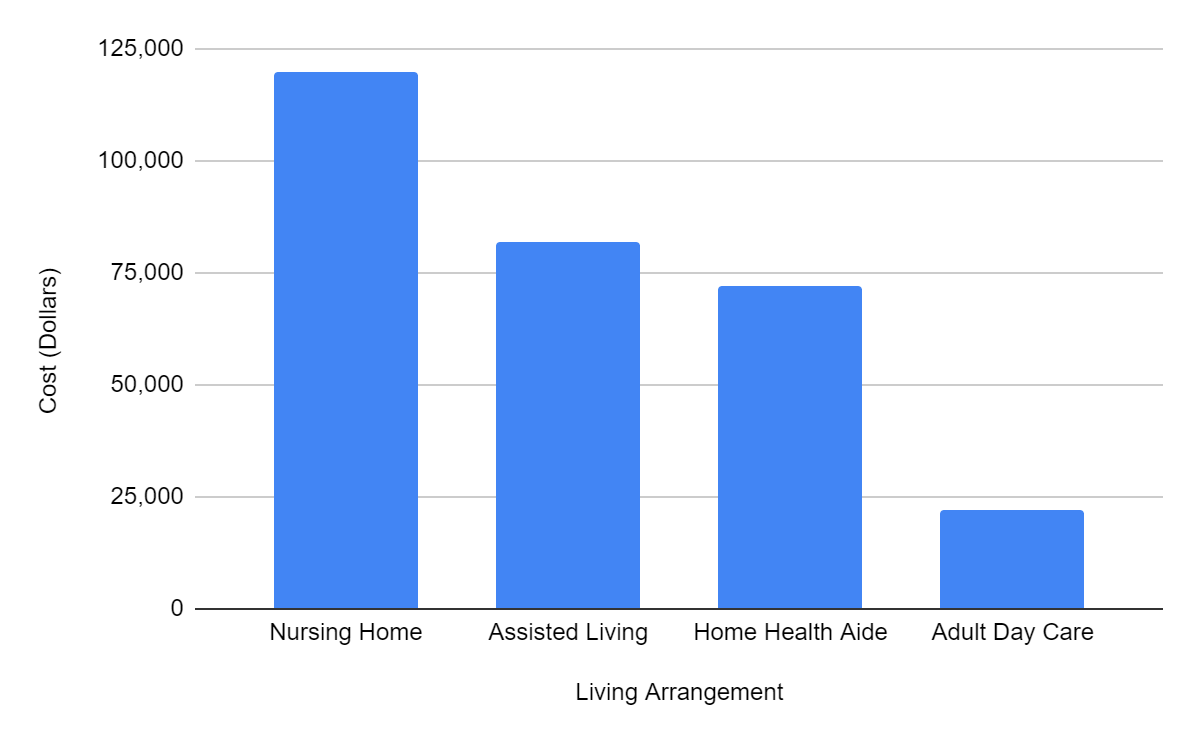 125,000
100,000
75,000
50,000
25,000
0
Cost (Dollars)
Nursing Home
Assisted Living
Home Health Aide
Adult Day Care
Living Arrangement